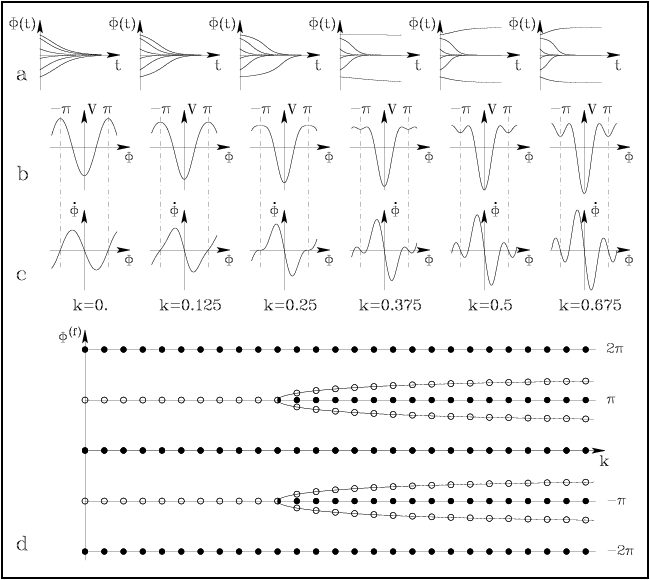 Φ(t) Φ(t) Φ(t) Φ(t) Φ(t) Φ(t)
a t t t t t t
−π V π −π V π −π V π −π V π −π V π −π V π
b Φ Φ Φ Φ Φ Φ
Φ̇ Φ̇ Φ̇ Φ̇ Φ̇ Φ̇
c Φ Φ Φ Φ Φ Φ
k=0. k=0.125 k=0.25 k=0.375 k=0.5 k=0.675
Φ(f)
2π
π
k
−π
d −2π